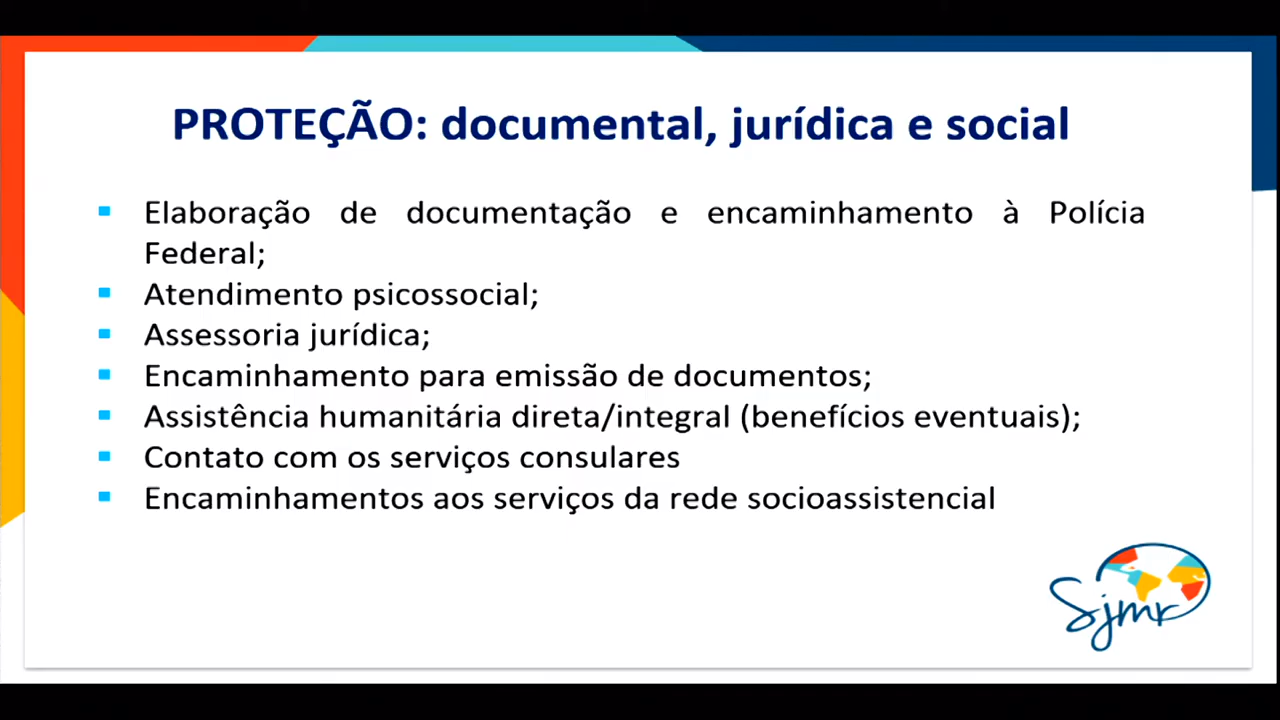 PROTEÇÃO: documental, jurídica e social
Elaboração de documentação e encaminhamento à Polícia
Federal;
Atendimento psicossocial;
Assessoria jurídica;
Encaminhamento para emissão de documentos;
Assistência humanitária direta/integral (benefícios eventuais);
Contato com os serviços consulares
Encaminhamentos aos serviços da rede socioassistencial
Sjmr